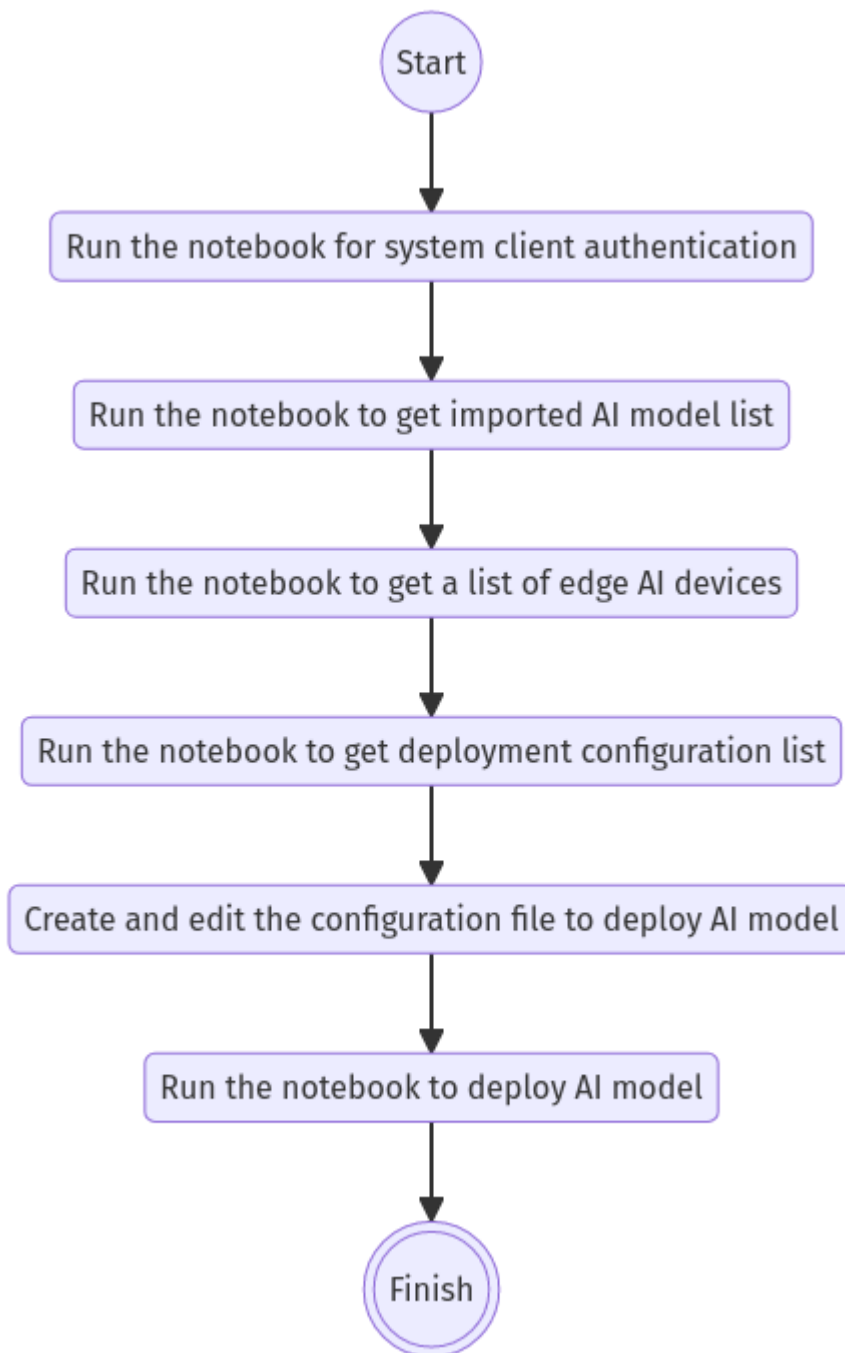 Start
Run the notebook for system client authentication
Run the notebook to get imported AI model list
Run the notebook to get a list of edge AI devices
Run the notebook to get deployment configuration list
Create and edit the configuration file to deploy AI model
Run the notebook to deploy AI model
Finish